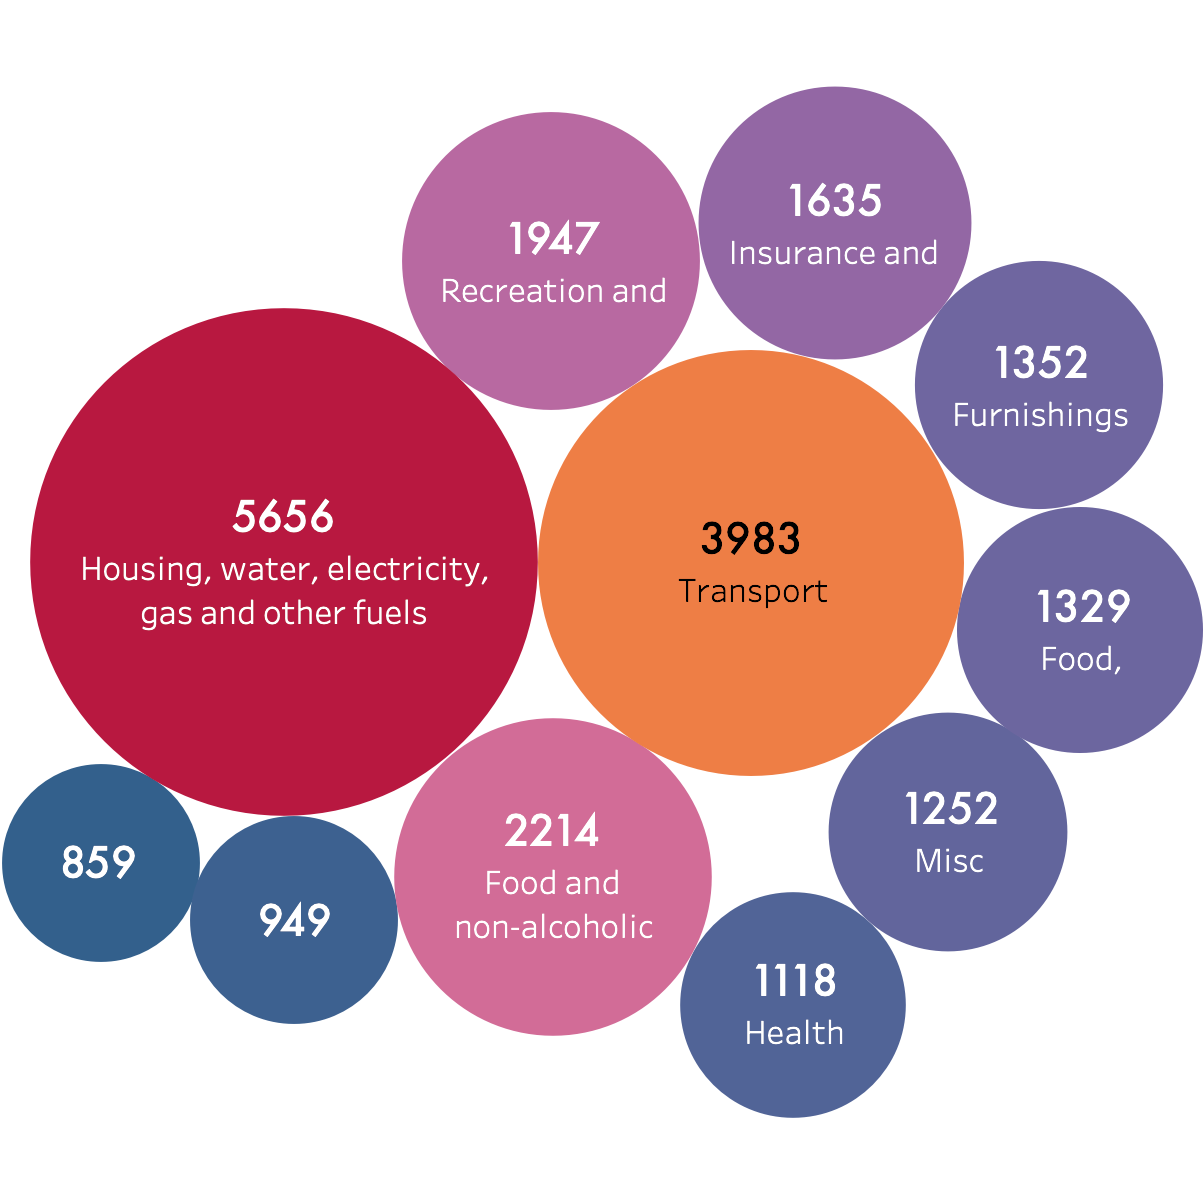 1635
Insurance and
1947
Recreation and
1352
Furnishings
5656
Housing, water, electricity,
gas and other fuels
3983
Transport
1329
Food,
2214
Food and
non-alcoholic
1252
Misc
859
949
1118
Health